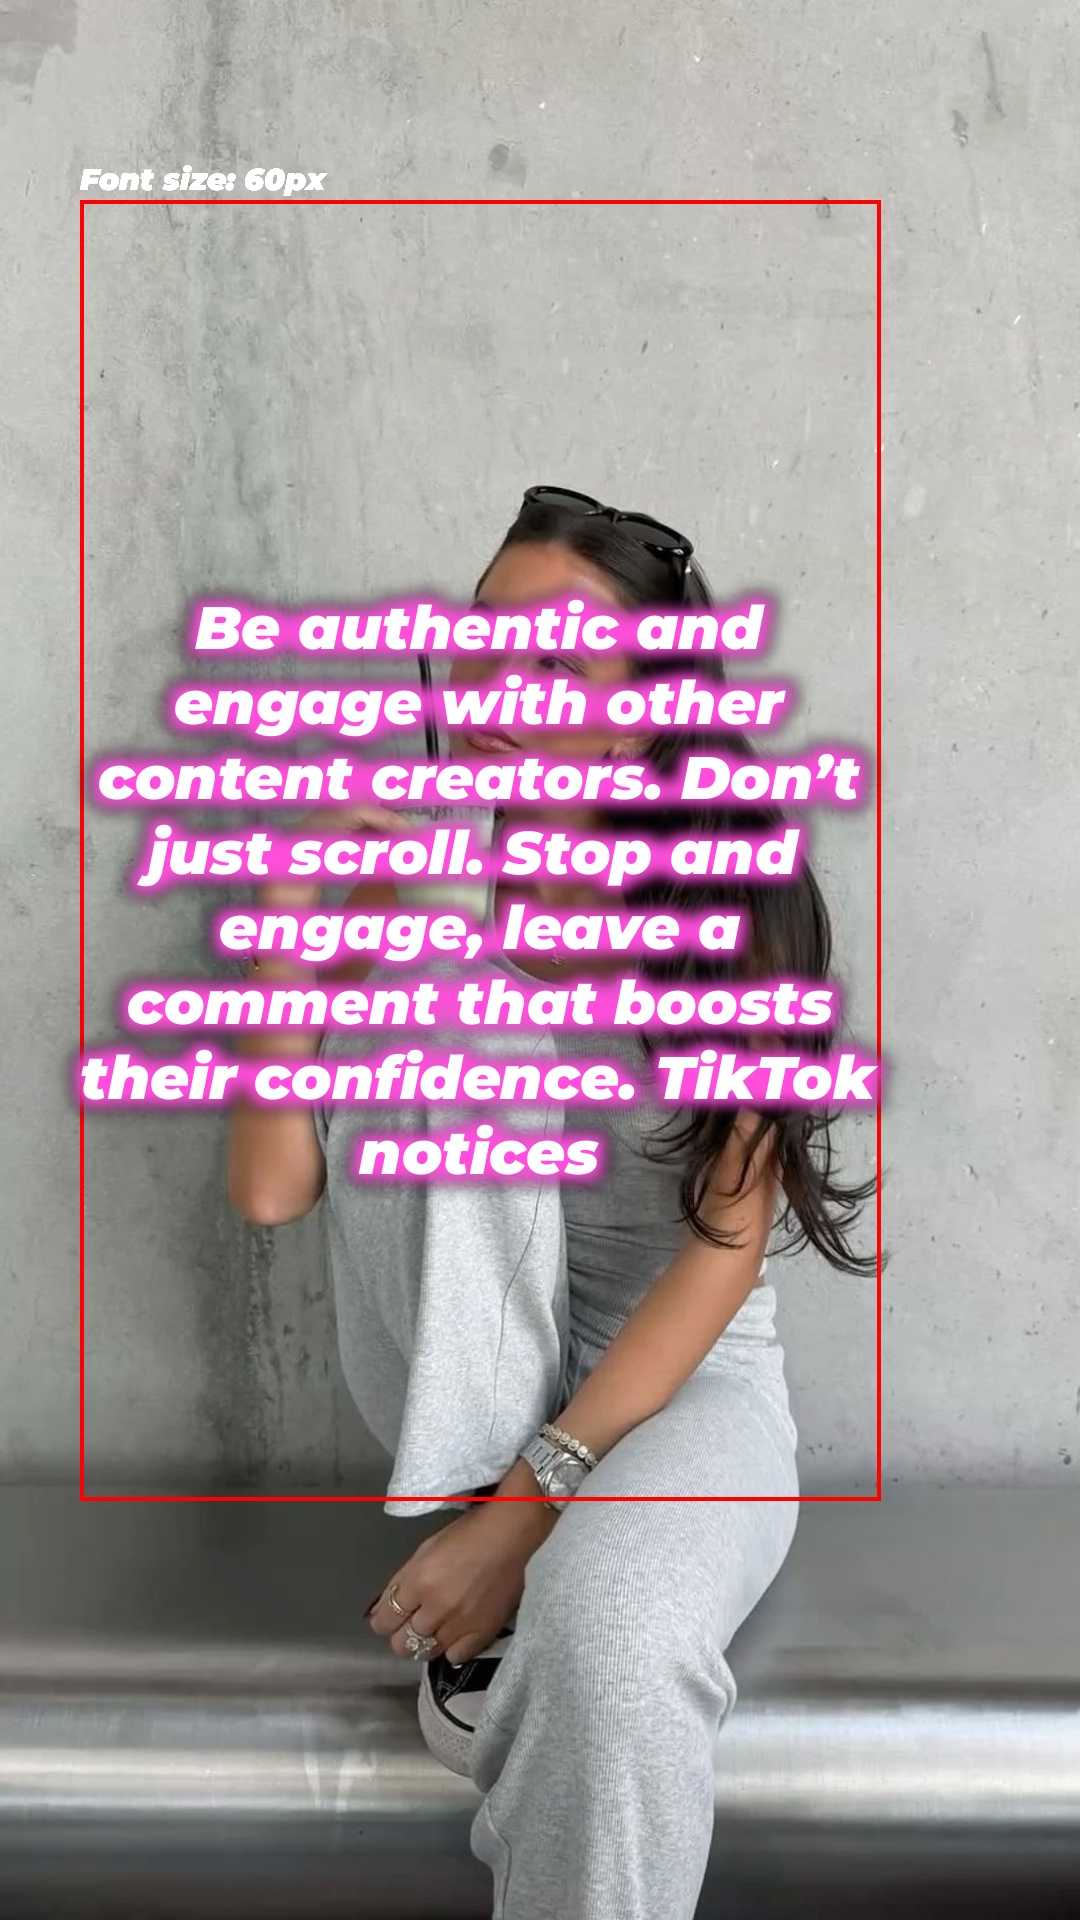 Font size: 60px
Be authentic and
engage with other
content creators. Don’t
just scroll. Stop and
engage, leave a
comment that boosts
their confidence. TikTok
notices